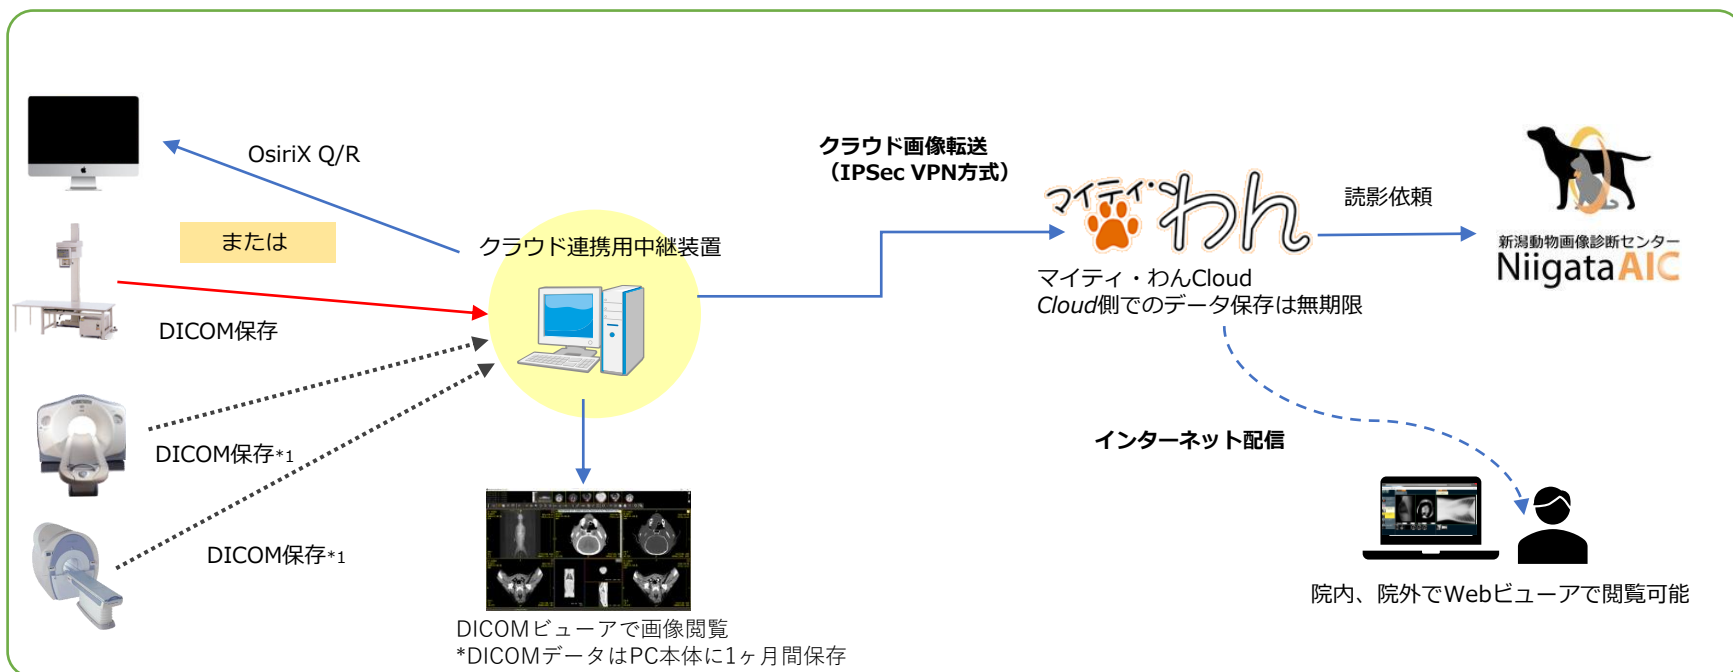 OsiriX Q/R
または
DICOM保存
DICOM保存*1
DICOM保存*1
クラウド連携用中継装置
DICOMビューアで画像閲覧
*DICOMデータはPC本体に1ヶ月間保存
クラウド画像転送
（IPSec VPN方式）
マイティ・わん
マイティ・わんCloud
Cloud側でのデータ保存は無期限
読影依頼
新潟動物画像診断センター
NiigataAIC
インターネット配信
院内、院外でWebビューアで閲覧可能